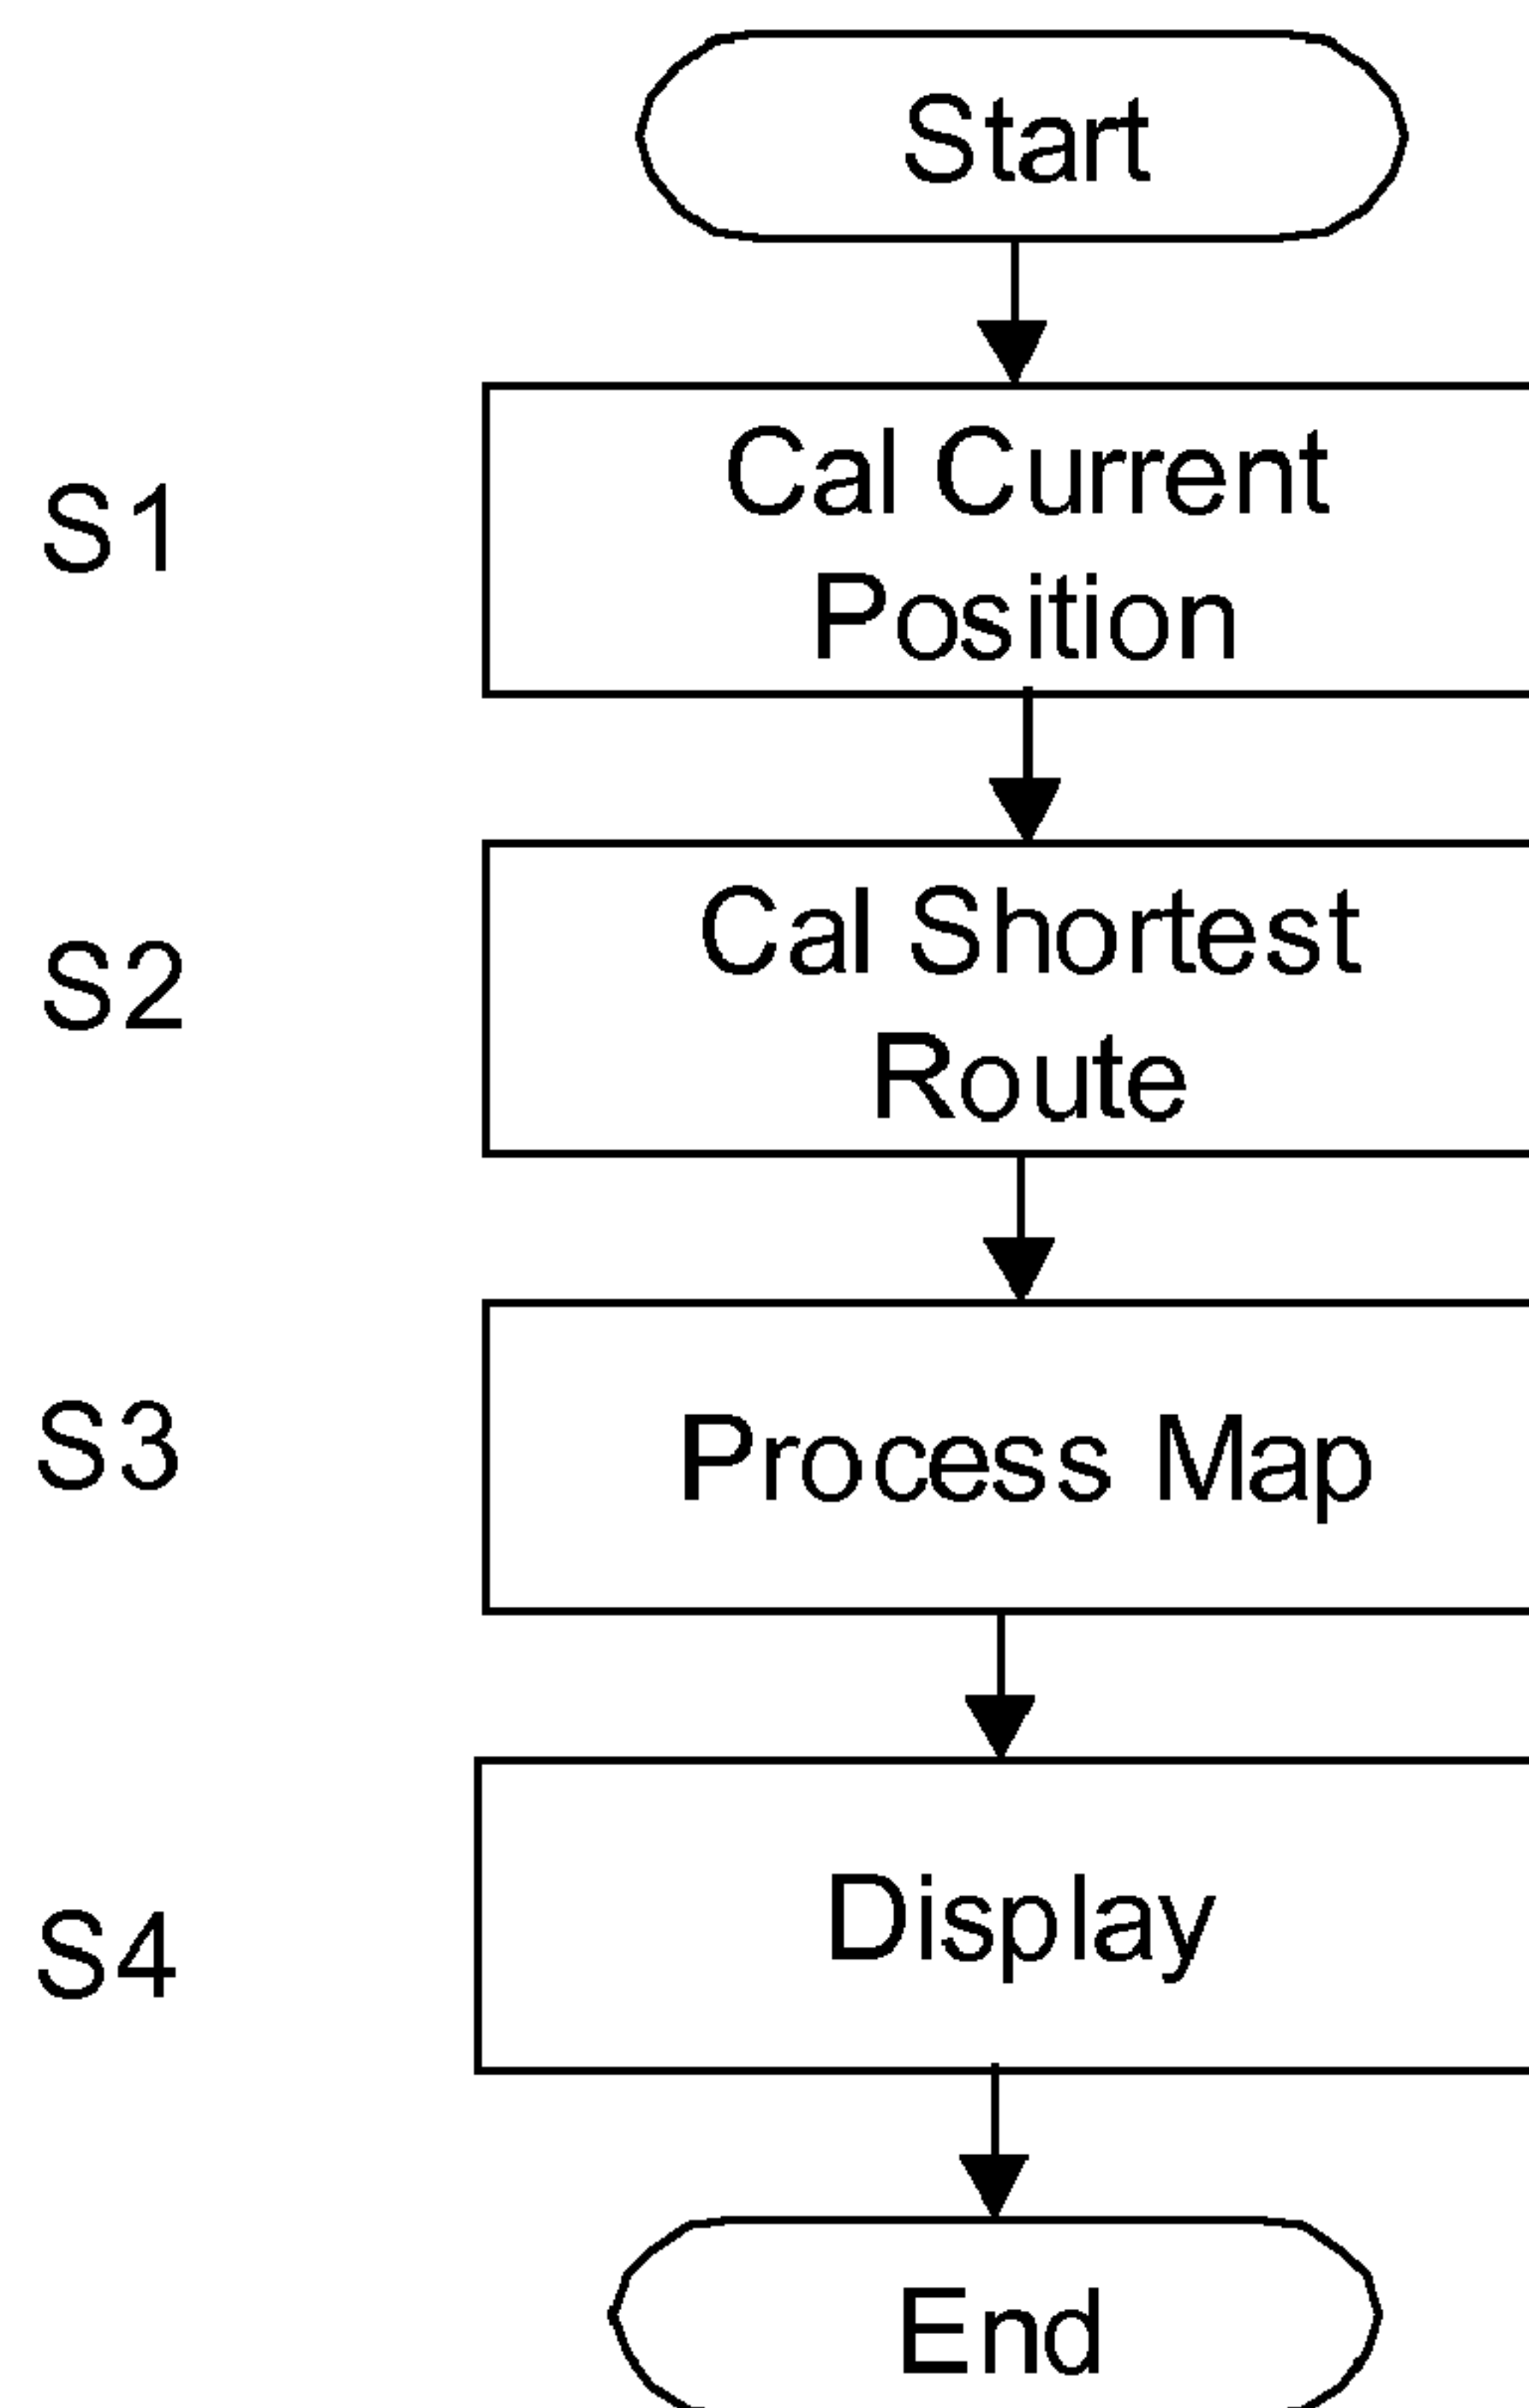 Start
S1
Cal Current
Position
S2
Cal Shortest
Route
S3
Process Map
S4
Display
End